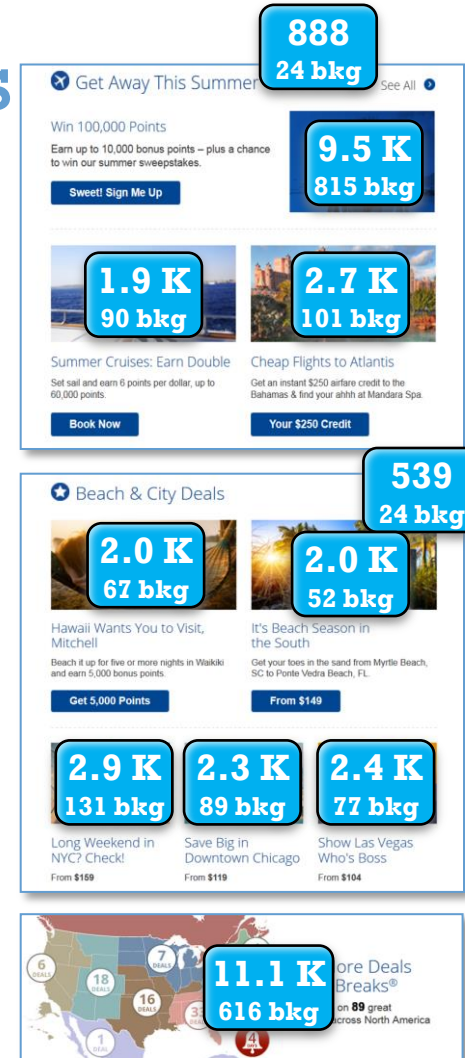 S
888
24 bkg
Get Away This Summer
See All
Win 100,000 Points
Earn up to 10,000 bonus points – plus a chance
to win our summer sweepstakes.
Sweet! Sign Me Up
9.5 K
815 bkg
1.9 K
90 bkg
2.7 K
101 bkg
Summer Cruises: Earn Double
Set sail and earn 6 points per dollar, up to
60,000 points.
Book Now
Cheap Flights to Atlantis
Get an instant $250 airfare credit to the
Bahamas & find your ahhh at Mandara Spa.
Your $250 Credit
539
24 bkg
Beach & City Deals
2.0 K
67 bkg
2.0 K
52 bkg
Hawaii Wants You to Visit,
Mitchell
Beach it up for five or more nights in Waikiki
and earn 5,000 bonus points.
Get 5,000 Points
It's Beach Season in
the South
Get your toes in the sand from Myrtle Beach,
SC to Ponte Vedra Beach, FL.
From $149
2.9 K
131 bkg
2.3 K
89 bkg
2.4 K
77 bkg
Long Weekend in
NYC? Check!
From $159
Save Big in
Downtown Chicago
From $119
Show Las Vegas
Who's Boss
From $104
6
DEALS
18
DEALS
7
DEALS
16
DEALS
1
DEAL
4
11.1 K
616 bkg
ore Deals
Breaks®
on 89 great
across North America